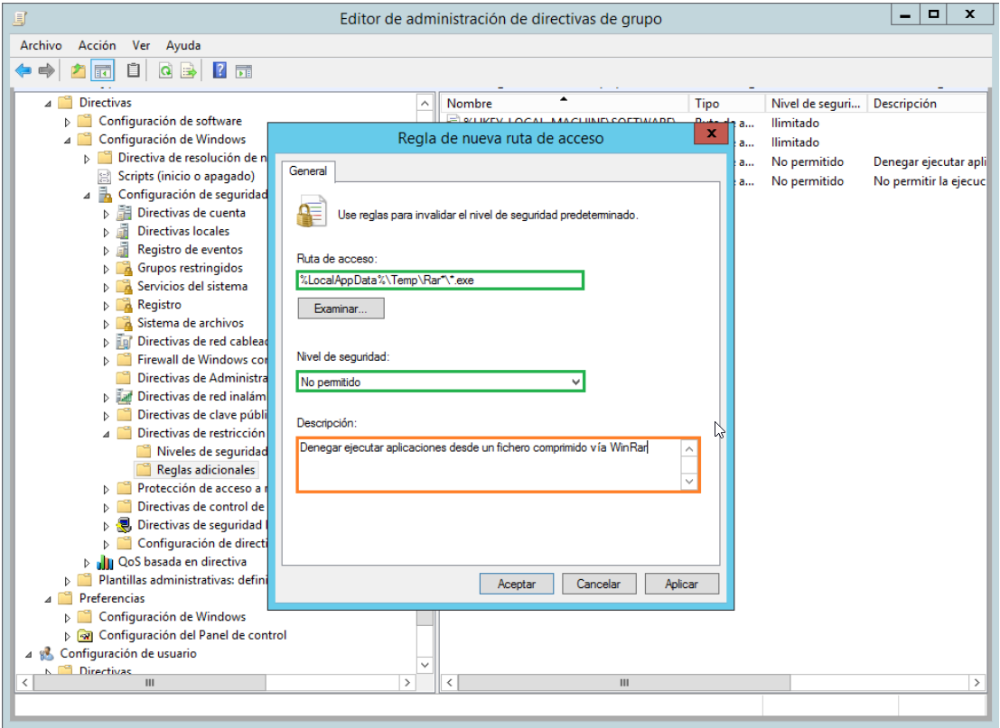 Editor de administración de directivas de grupo
Archivo Acción Ver Ayuda
Directivas
Configuración de software
Configuración de Windows
Directiva de resolución de n
Scripts (inicio o apagado)
Configuración de seguridad
Directivas de cuenta
Directivas locales
Registro de eventos
Grupos restringidos
Servicios del sistema
Registro
Sistema de archivos
Directivas de red cablead
Firewall de Windows con
Directivas de Administra
Directivas de red inalám
Directivas de clave públi
Directivas de restricción
Niveles de seguridad
Reglas adicionales
Protección de acceso a r
Directivas de control de
Directivas de seguridad I
Configuración de directi
QoS basada en directiva
Plantillas administrativas: defini
Preferencias
Configuración de Windows
Configuración del Panel de control
Configuración de usuario
Directivas
Nombre Tipo Nivel de seguri... Descripción
%HKEY_LOCAL_MACHINE\SOFTWARE\ Ruta de a... Ilimitado
a... Ilimitado
a... No permitido Denegar ejecutar apli
a... No permitido No permitir la ejecuc
Regla de nueva ruta de acceso
x
General
Use reglas para invalidar el nivel de seguridad predeterminado.
Ruta de acceso:
%LocalAppData%\Temp\Rar*\*.exe
Examinar...
Nivel de seguridad:
No permitido
Descripción:
Denegar ejecutar aplicaciones desde un fichero comprimido vía WinRar
Aceptar Cancelar Aplicar